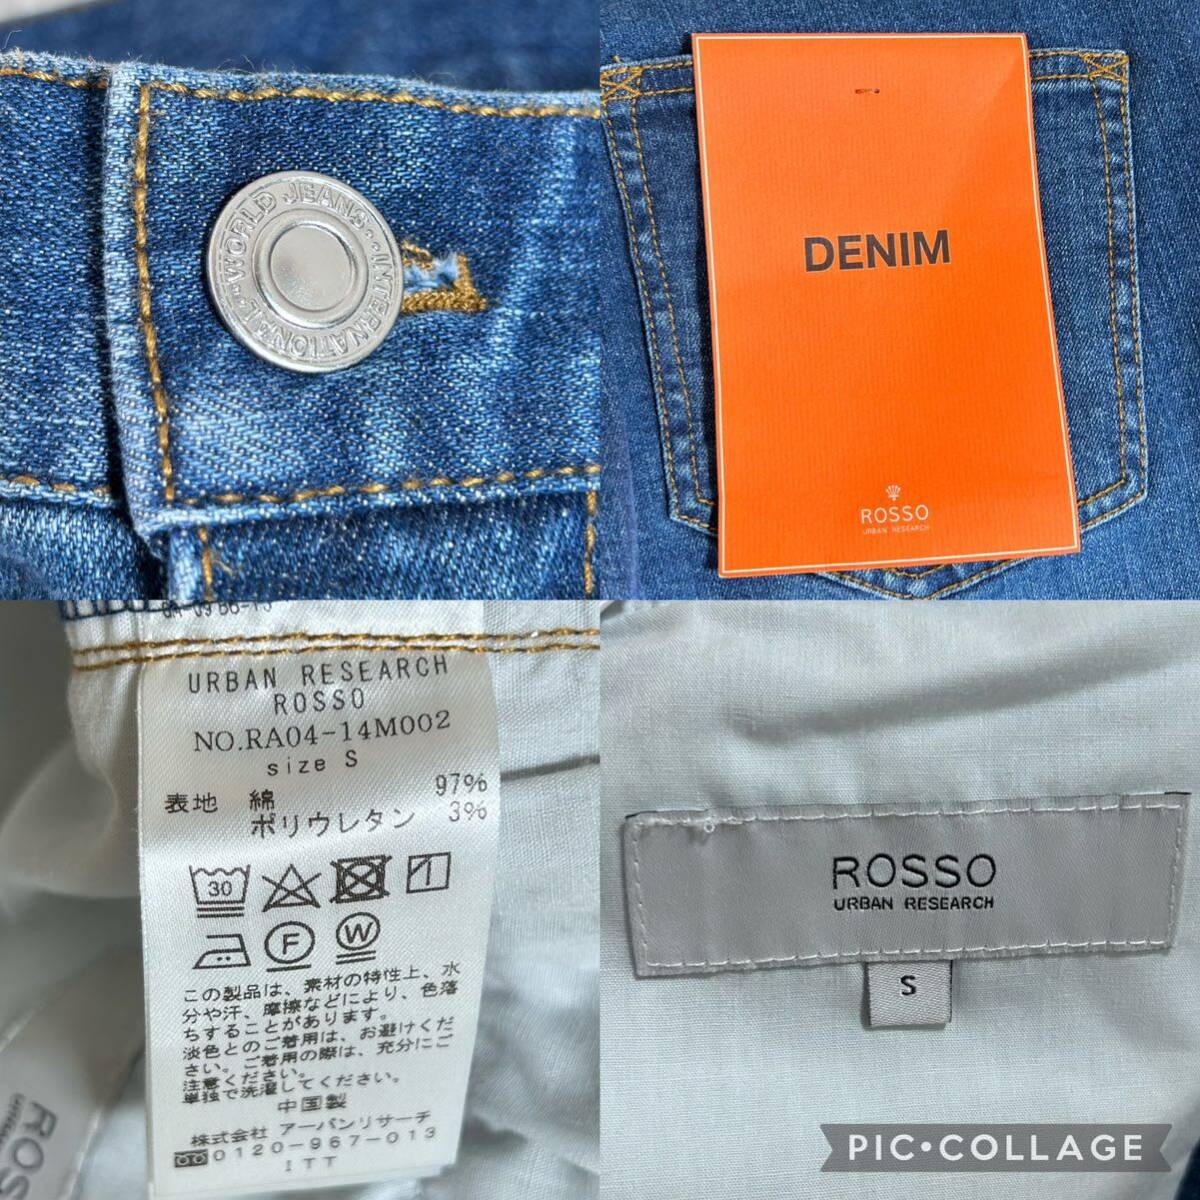 WORLD JEANS
INTERNATIONAL
DENIM
ROSSO
URBAN RESEARCH
URBAN RESEARCH
ROSSO
NO.RA04-14M002
size S
表地 綿 97%
ポリウレタン 3%
30
F
W
この製品は、素材の特性上、水
分や汗、摩擦などにより、色落
ちすることがあります。
淡色とのご着用は、お避けくだ
さい。ご着用の際は、充分にご
注意ください。
単独で洗濯してください。
中国製
株式会社 アーバンリサーチ
0120-967-013
ITT
ROSSO
ROSSO
URBAN RESEARCH
S
PIC•COLLAGE